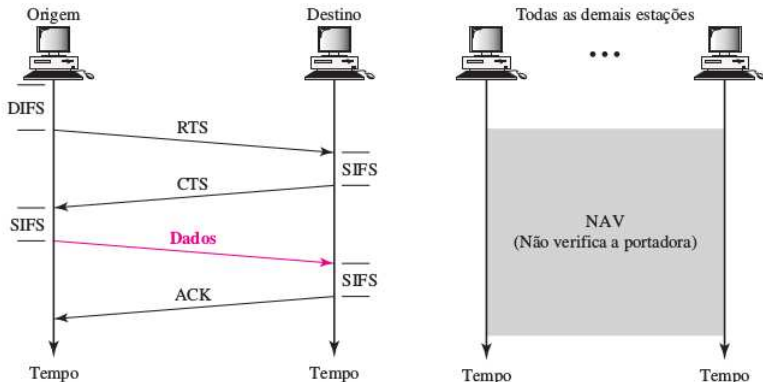 Origem
Destino
Todas as demais estações
...
DIFS
RTS
SIFS
CTS
SIFS
Dados
SIFS
ACK
NAV
(Não verifica a portadora)
Tempo
Tempo
Tempo
Tempo